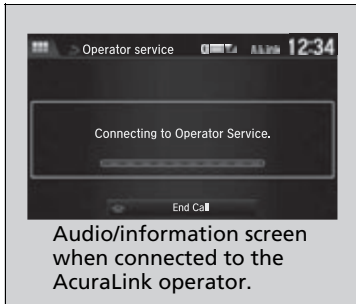 Operator service 12:34
Connecting to Operator Service.
End Call
Audio/information screen
when connected to the
AcuraLink operator.